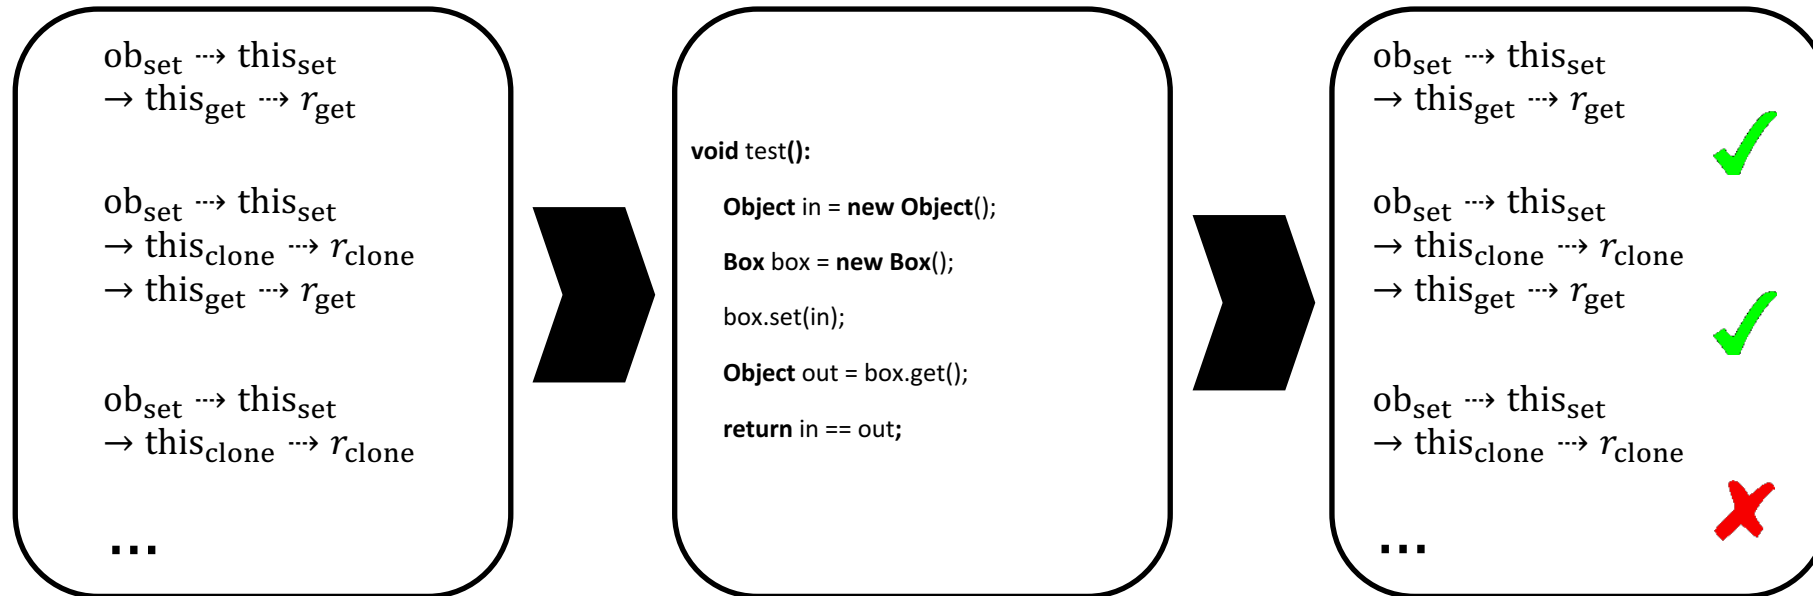 ob_set ⇢ this_set
→ this_get ⇢ r_get
ob_set ⇢ this_set
→ this_clone ⇢ r_clone
→ this_get ⇢ r_get
ob_set ⇢ this_set
→ this_clone ⇢ r_clone
...
void test():
Object in = new Object();
Box box = new Box();
box.set(in);
Object out = box.get();
return in == out;
ob_set ⇢ this_set
→ this_get ⇢ r_get
ob_set ⇢ this_set
→ this_clone ⇢ r_clone
→ this_get ⇢ r_get
ob_set ⇢ this_set
→ this_clone ⇢ r_clone
...